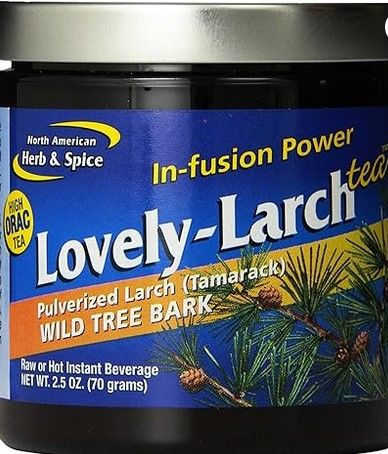 North American
Herb & Spice
In-fusion Power
HIGH
ORAC
TEA
Lovely-Larch
tea
Pulverized Larch (Tamarack)
WILD TREE BARK
Raw or Hot Instant Beverage
NET WT. 2.5 OZ. (70 grams)